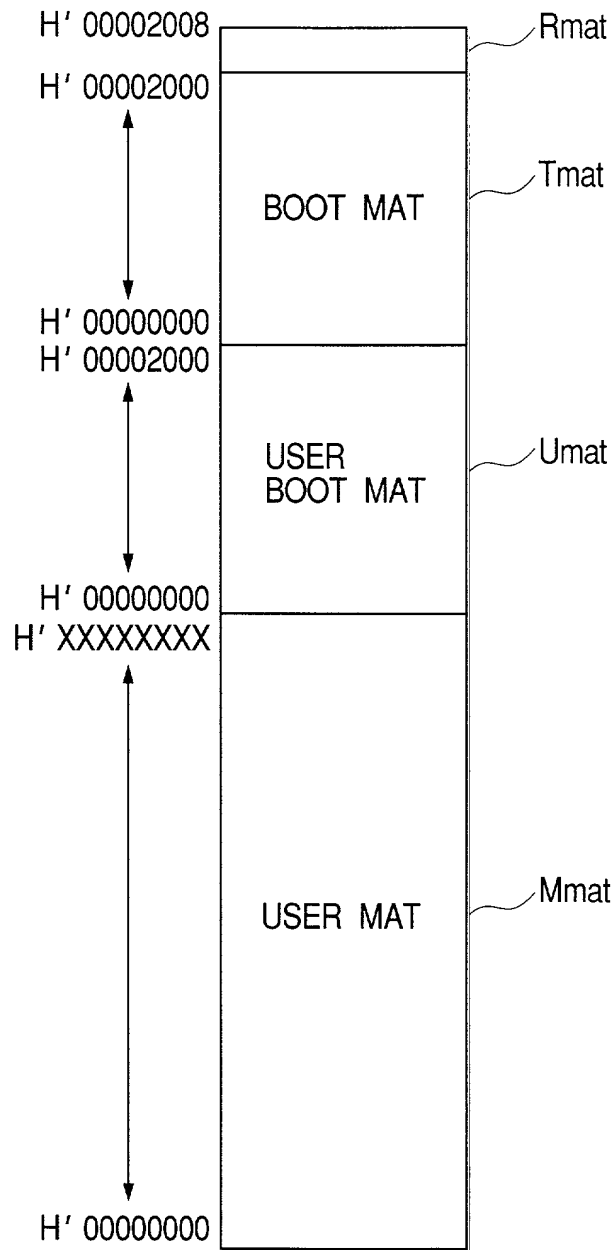 H' 00002008
Rmat
H' 00002000
Tmat
BOOT MAT
H' 00000000
H' 00002000
Umat
USER
BOOT MAT
H' 00000000
H' XXXXXXXX
Mmat
USER MAT
H' 00000000